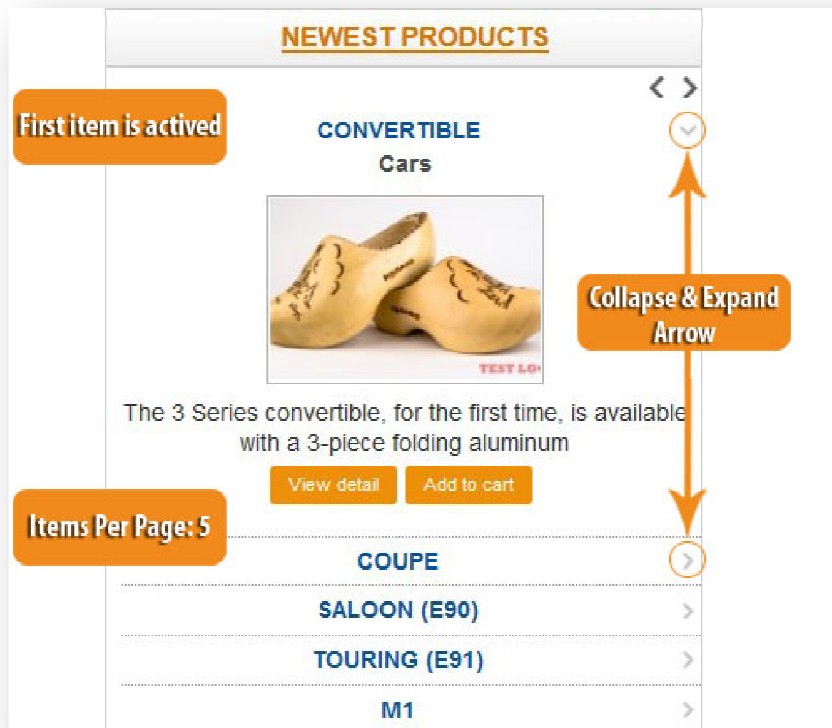 NEWEST PRODUCTS
First item is actived
CONVERTIBLE
Cars
TEST LO
Collapse & Expand
Arrow
The 3 Series convertible, for the first time, is available
with a 3-piece folding aluminum
View detail
Add to cart
Items Per Page: 5
COUPE
SALOON (E90)
TOURING (E91)
M1